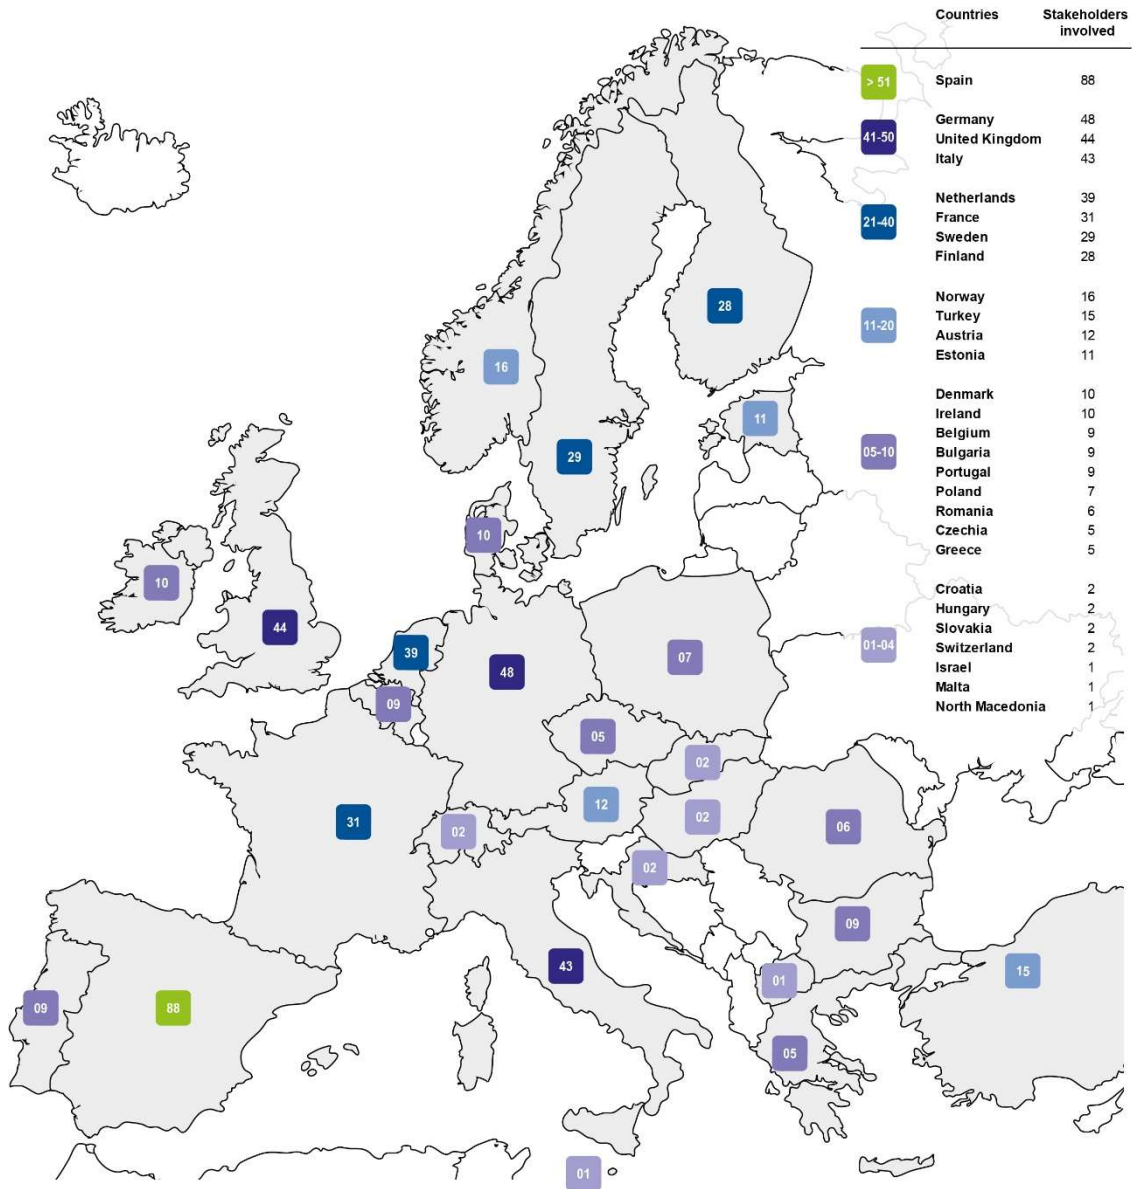 Countries Stakeholders
involved
> 51 Spain 88
Germany 48
41-50 United Kingdom 44
Italy 43
Netherlands 39
21-40 France 31
Sweden 29
Finland 28
Norway 16
11-20 Turkey 15
Austria 12
Estonia 11
Denmark 10
Ireland 10
Belgium 9
05-10 Bulgaria 9
Portugal 9
Poland 7
Romania 6
Czechia 5
Greece 5
Croatia 2
Hungary 2
Slovakia 2
01-04 Switzerland 2
Israel 1
Malta 1
North Macedonia 1
28
16
11
29
10
10
44
39
48
07
09
05
02
12
02
31
02
06
02
09
43
15
01
09
88
05
01